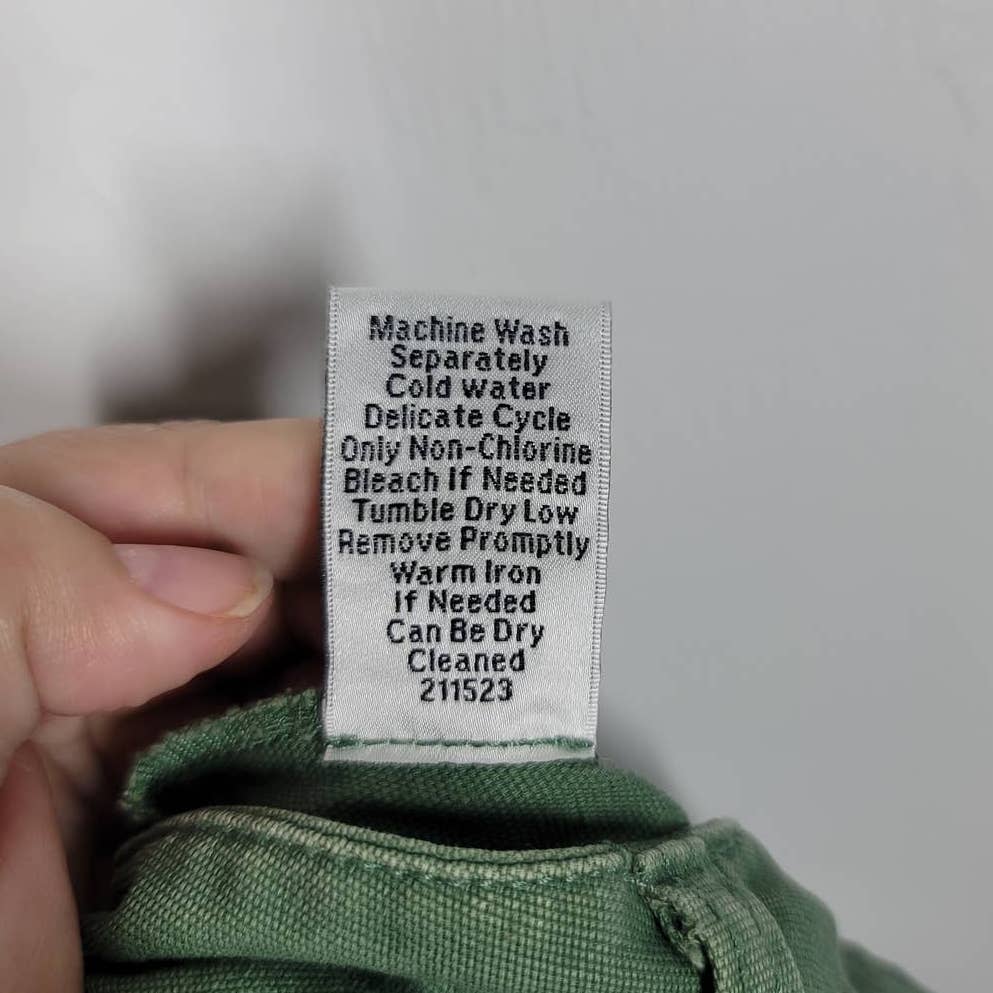 Machine Wash
Separately
Cold water
Delicate Cycle
Only Non-Chlorine
Bleach If Needed
Tumble Dry Low
Remove Promptly
Warm Iron
If Needed
Can Be Dry
Cleaned
211523